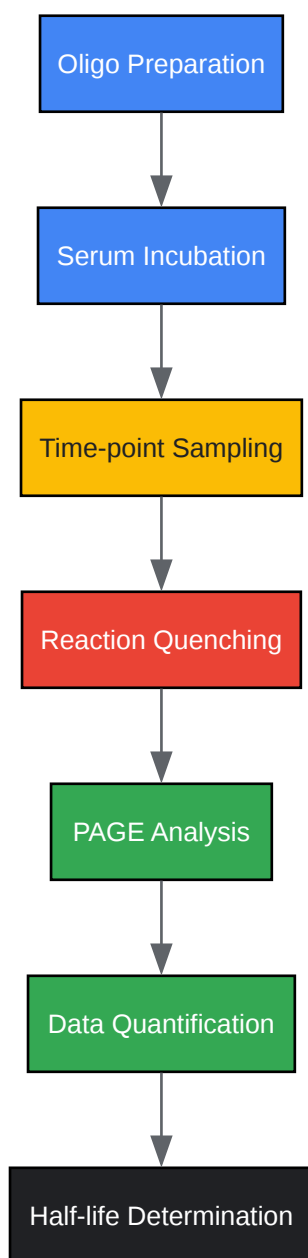 Oligo Preparation
Serum Incubation
Time-point Sampling
Reaction Quenching
PAGE Analysis
Data Quantification
Half-life Determination